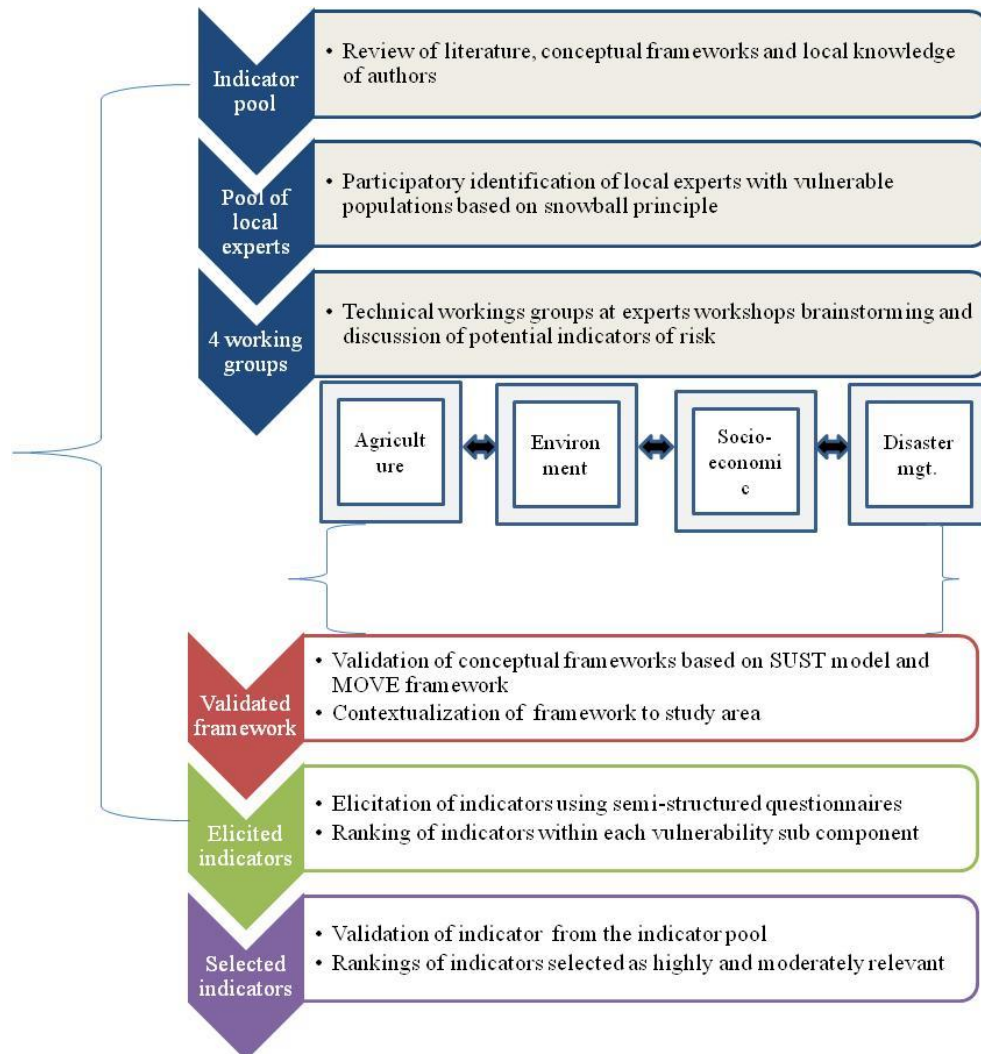 Indicator
pool
• Review of literature, conceptual frameworks and local knowledge
of authors
Pool of
local
experts
• Participatory identification of local experts with vulnerable
populations based on snowball principle
4 working
groups
• Technical workings groups at experts workshops brainstorming and
discussion of potential indicators of risk
Agricult
ure
Environ
ment
Socio-
economi
c
Disaster
mgt.
Validated
framework
• Validation of conceptual frameworks based on SUST model and
MOVE framework
• Contextualization of framework to study area
Elicited
indicators
• Elicitation of indicators using semi-structured questionnaires
• Ranking of indicators within each vulnerability sub component
Selected
indicators
• Validation of indicator from the indicator pool
• Rankings of indicators selected as highly and moderately relevant